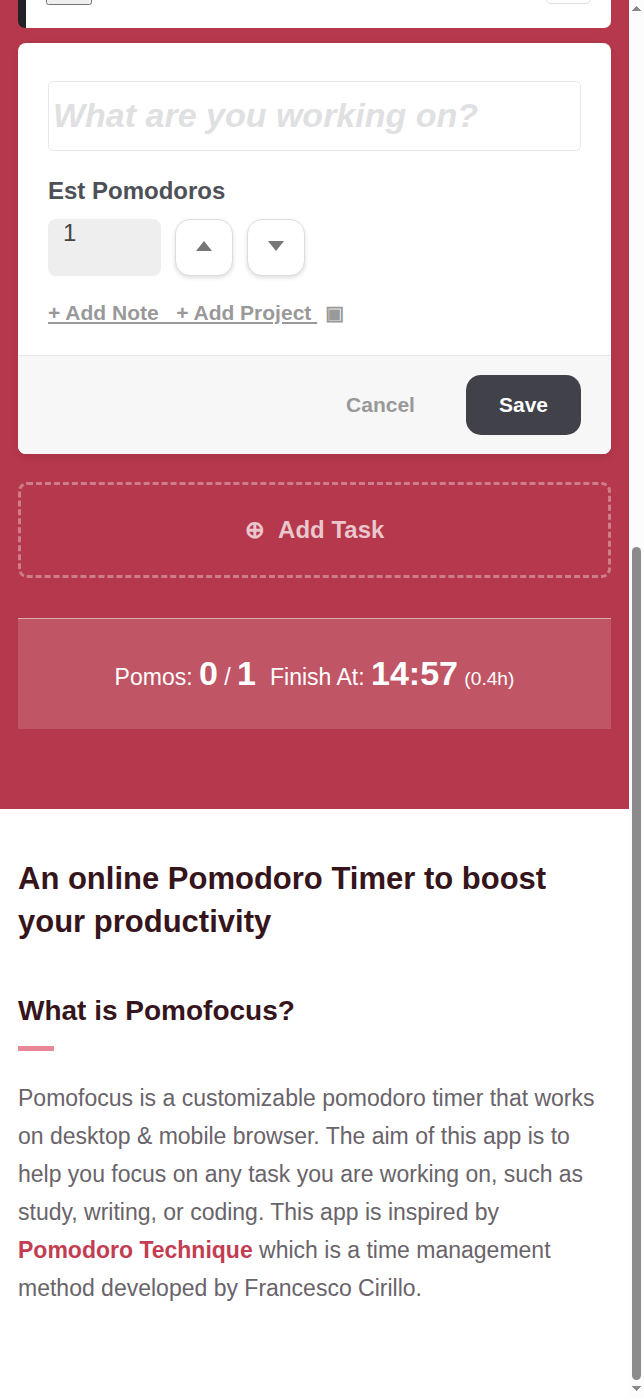 What are you working on?
Est Pomodoros
1
+ Add Note + Add Project
Cancel Save
⊕ Add Task
Pomos: 0 / 1 Finish At: 14:57 (0.4h)
An online Pomodoro Timer to boost
your productivity
What is Pomofocus?
Pomofocus is a customizable pomodoro timer that works
on desktop & mobile browser. The aim of this app is to
help you focus on any task you are working on, such as
study, writing, or coding. This app is inspired by
Pomodoro Technique which is a time management
method developed by Francesco Cirillo.